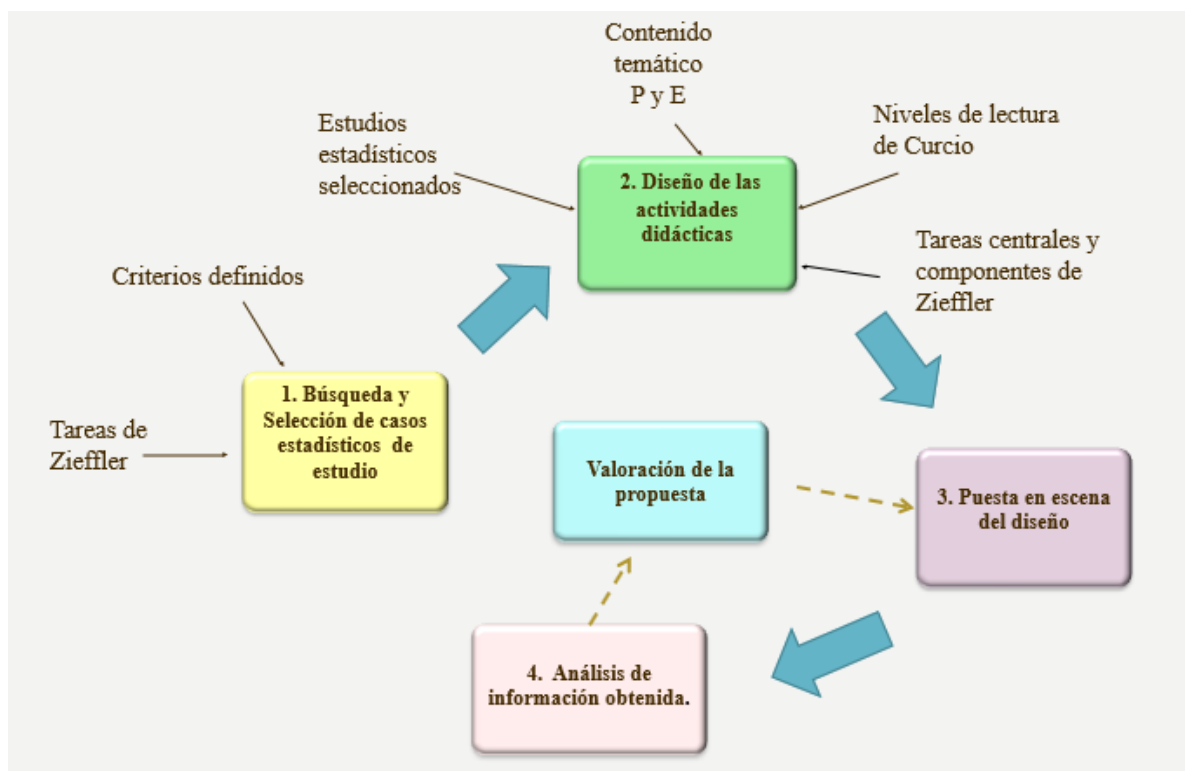 Contenido
temático
P y E
Estudios
estadísticos
seleccionados
Niveles de lectura
de Curcio
2. Diseño de las
actividades
didácticas
Tareas centrales y
componentes de
Zieffler
Criterios definidos
1. Búsqueda y
Selección de casos
estadísticos de
estudio
Tareas de
Zieffler
Valoración de la
propuesta
3. Puesta en escena
del diseño
4. Análisis de
información obtenida.